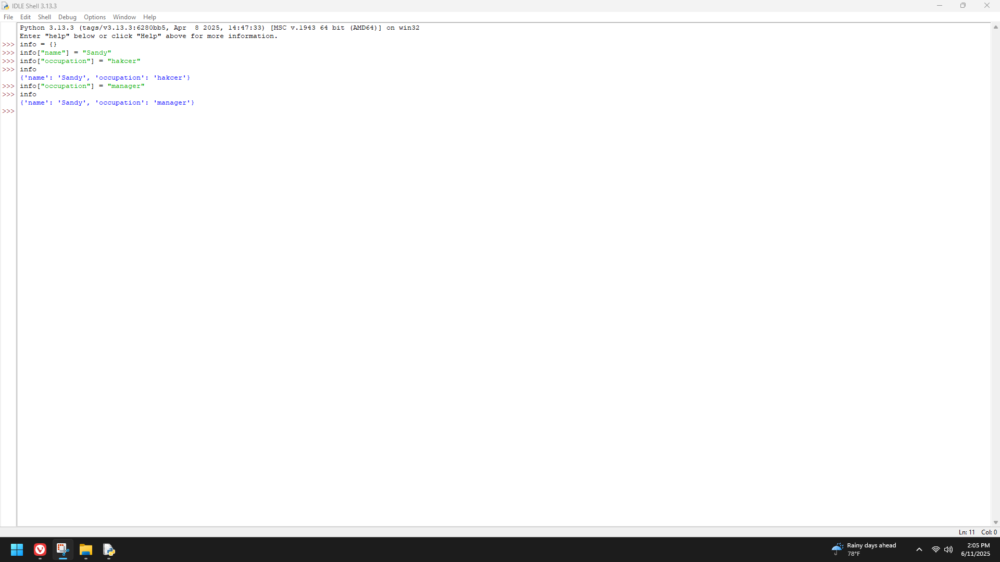 IDLE Shell 3.13.3
File Edit Shell Debug Options Window Help
Python 3.13.3 (tags/v3.13.3:6280bb5, Apr  8 2025, 14:47:33) [MSC v.1943 64 bit (AMD64)] on win32
Enter "help" below or click "Help" above for more information.
>>> info = {}
>>> info["name"] = "Sandy"
>>> info["occupation"] = "hakcer"
>>> info
{'name': 'Sandy', 'occupation': 'hakcer'}
>>> info["occupation"] = "manager"
>>> info
{'name': 'Sandy', 'occupation': 'manager'}
>>>
Ln: 11 Col: 0
Rainy days ahead
78°F
2:05 PM
6/11/2025